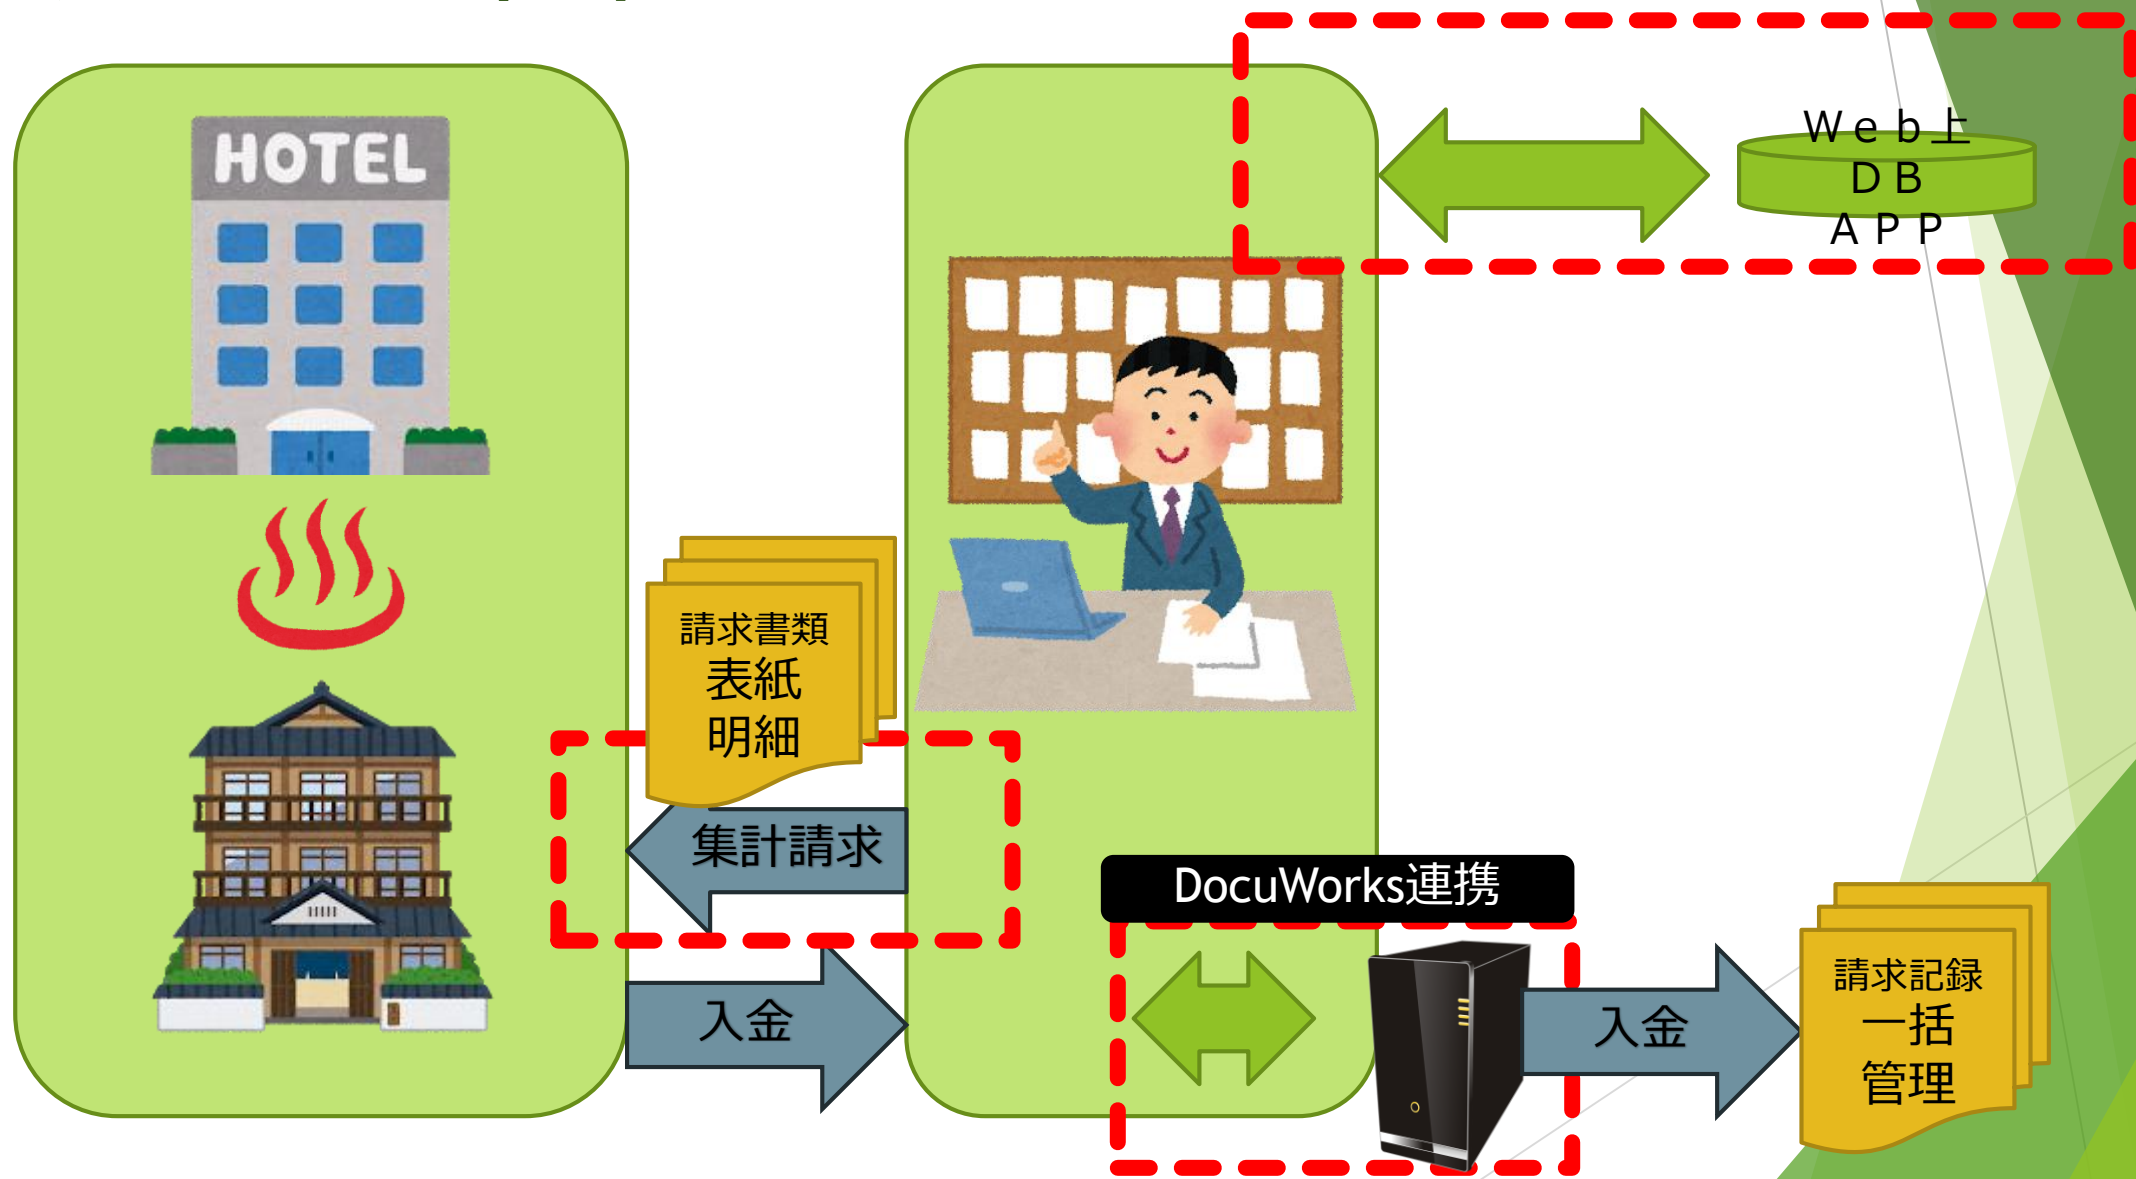 HOTEL
Ｗｅｂ上
ＤＢ
ＡＰＰ
請求書類
表紙
明細
集計請求
入金
DocuWorks連携
入金
請求記録
一括
管理